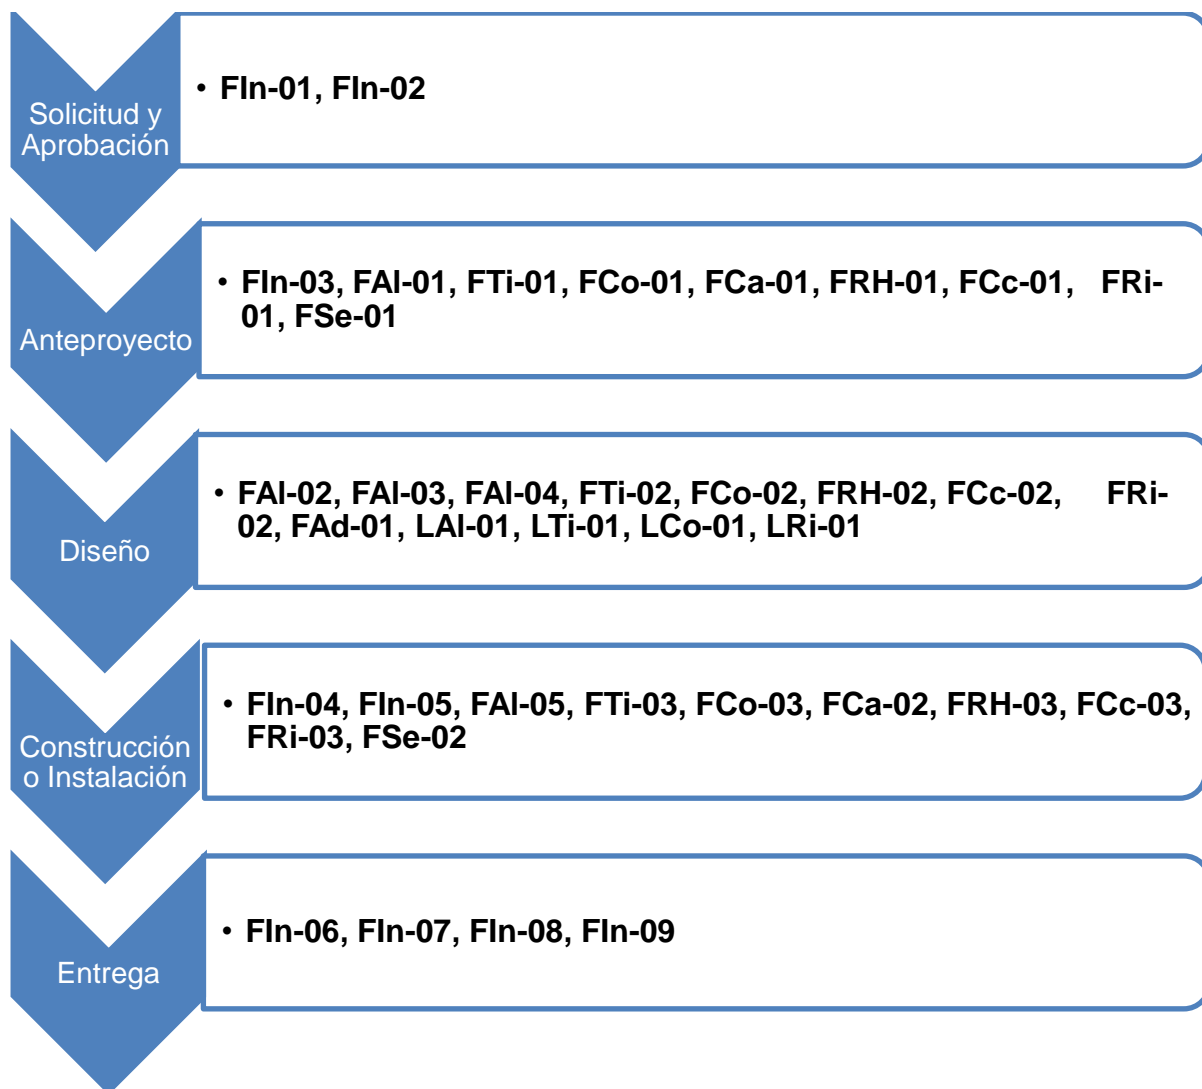 Solicitud y
Aprobación
• FIn-01, FIn-02
Anteproyecto
• FIn-03, FAl-01, FTi-01, FCo-01, FCa-01, FRH-01, FCc-01, FRi-
01, FSe-01
Diseño
• FAl-02, FAl-03, FAl-04, FTi-02, FCo-02, FRH-02, FCc-02, FRi-
02, FAd-01, LAl-01, LTi-01, LCo-01, LRi-01
Construcción
o Instalación
• FIn-04, FIn-05, FAl-05, FTi-03, FCo-03, FCa-02, FRH-03, FCc-03,
FRi-03, FSe-02
Entrega
• FIn-06, FIn-07, FIn-08, FIn-09